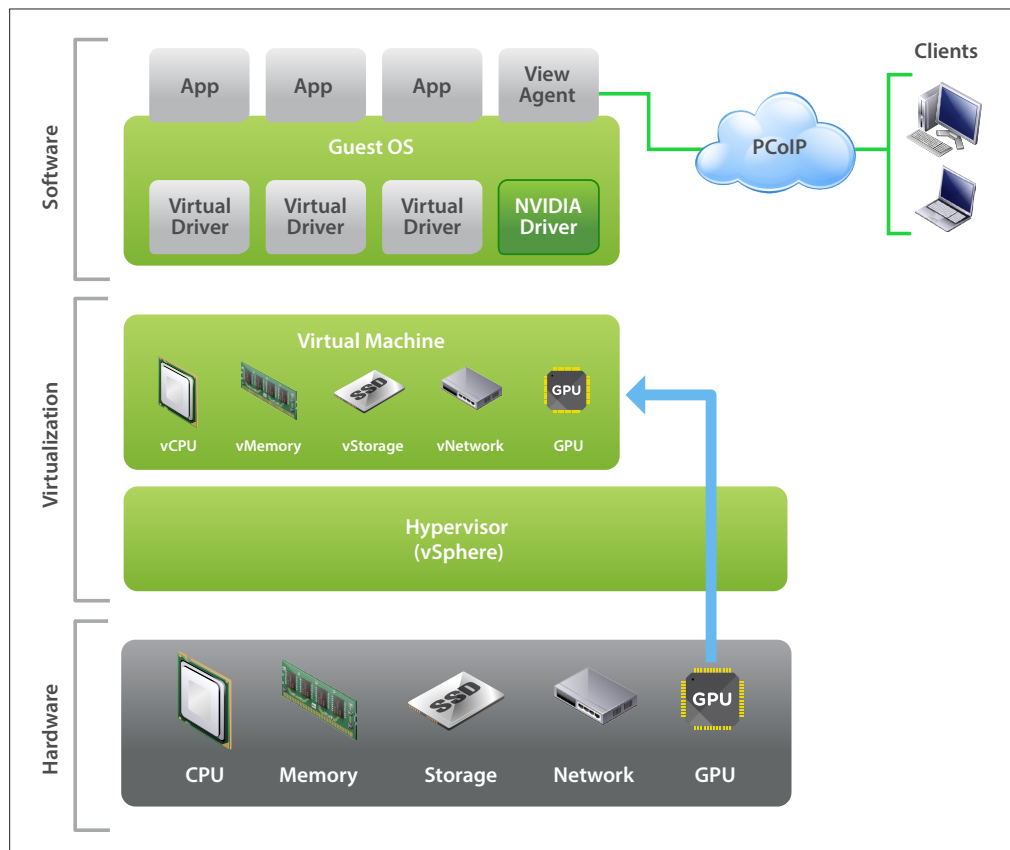 Software
App
App
App
View
Agent
Guest OS
Virtual
Driver
Virtual
Driver
Virtual
Driver
NVIDIA
Driver
PCoIP
Clients
Virtualization
Virtual Machine
SSD
GPU
vCPU
vMemory
vStorage
vNetwork
GPU
Hypervisor
(vSphere)
Hardware
SSD
GPU
CPU
Memory
Storage
Network
GPU